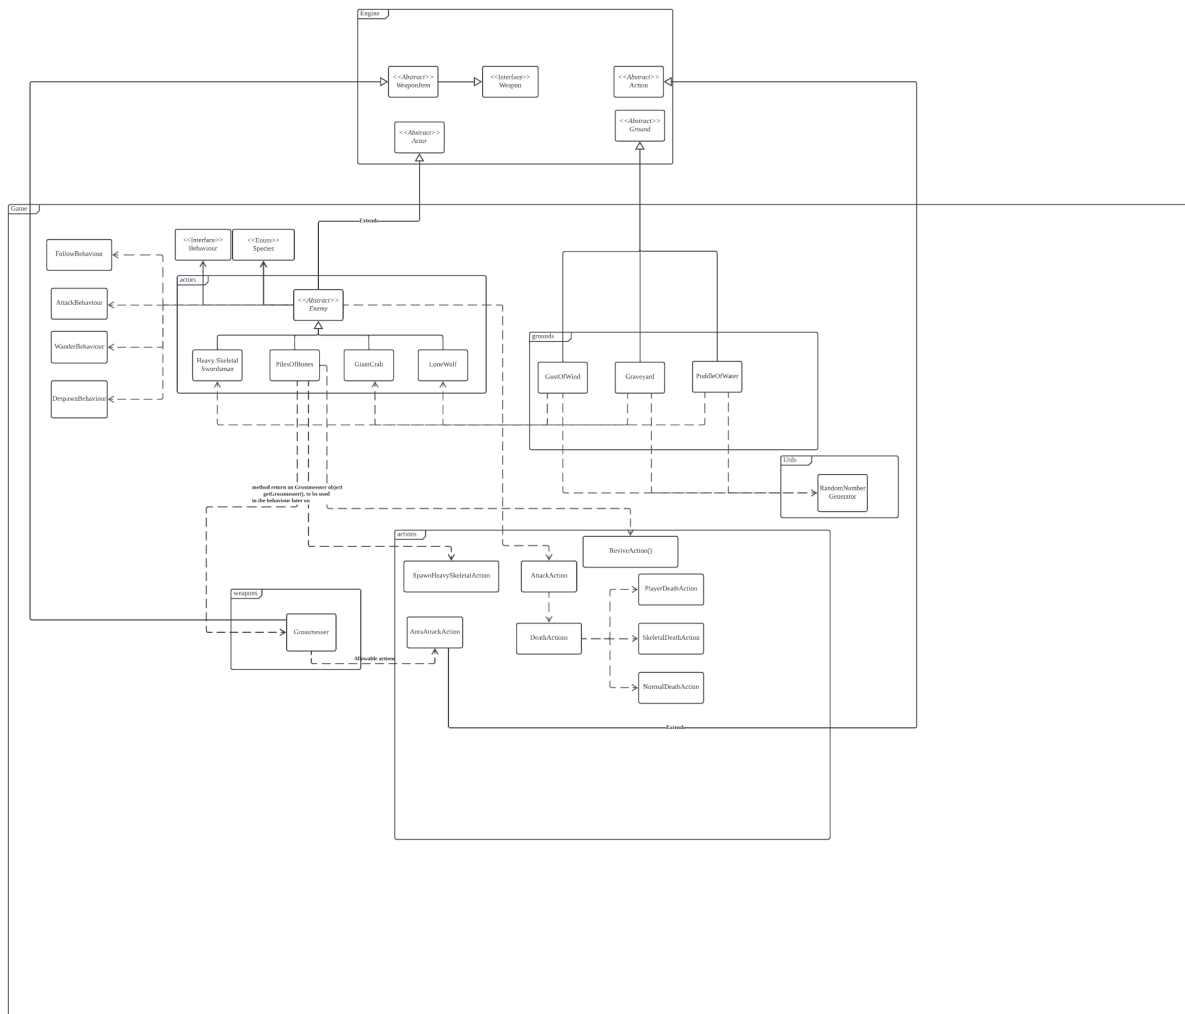 Engine
<<Abstract>>
WeaponItem
<<Interface>>
Weapon
<<Abstract>>
Action
<<Abstract>>
Actor
<<Abstract>>
Ground
Game
Extends
FollowBehaviour
<<Interface>>
Behaviour
<<Enum>>
Species
actors
AttackBehaviour
<<Abstract>>
Enemy
WanderBehaviour
Heavy Skeletal
Swordsman
PilesOfBones
GiantCrab
LoneWolf
DespawnBehaviour
grounds
GustOfWind
Graveyard
PuddleOfWater
Utils
RandomNumber
Generator
method return an Grossmeesser object
getGrossmesser(), to be used
in the behaviour later on
actions
ReviveAction()
SpawnHeavySkeletalAction
AttackAction
PlayerDeathAction
weapons
Grossmesser
AreaAttackAction
DeathActions
SkeletalDeathAction
Allowable actions
NormalDeathAction
Extends